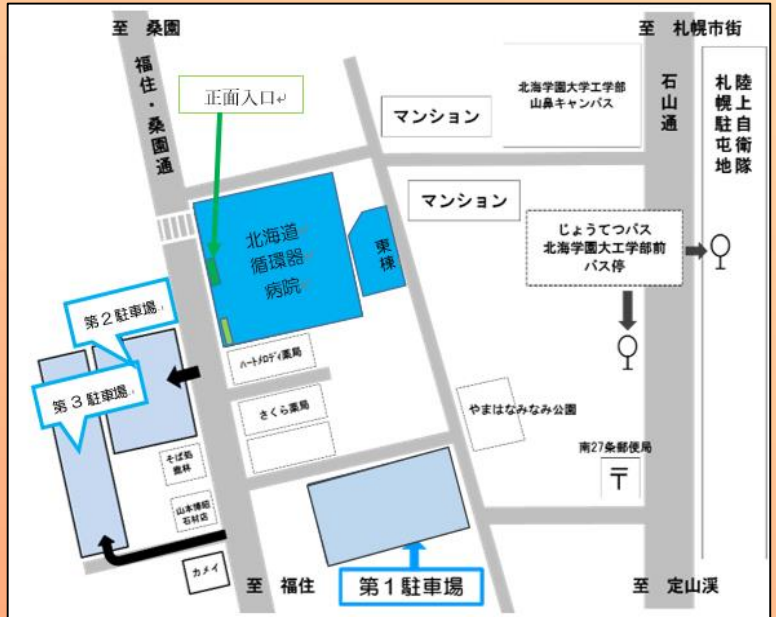 至 桑園
至 札幌市街
福住・桑園通
正面入口
北海学園大学工学部
山鼻キャンパス
石山通
陸上自衛隊
札幌駐屯地
マンション
マンション
北海道
循環器
病院
東棟
じょうてつバス
北海学園大工学部前
バス停
第2駐車場
第3駐車場
ハートメロディ薬局
さくら薬局
やまはなみなみ公園
そば処
鹿林
南27条郵便局
〒
山本博昭
石材店
カメイ
至 福住
第1駐車場
至 定山渓